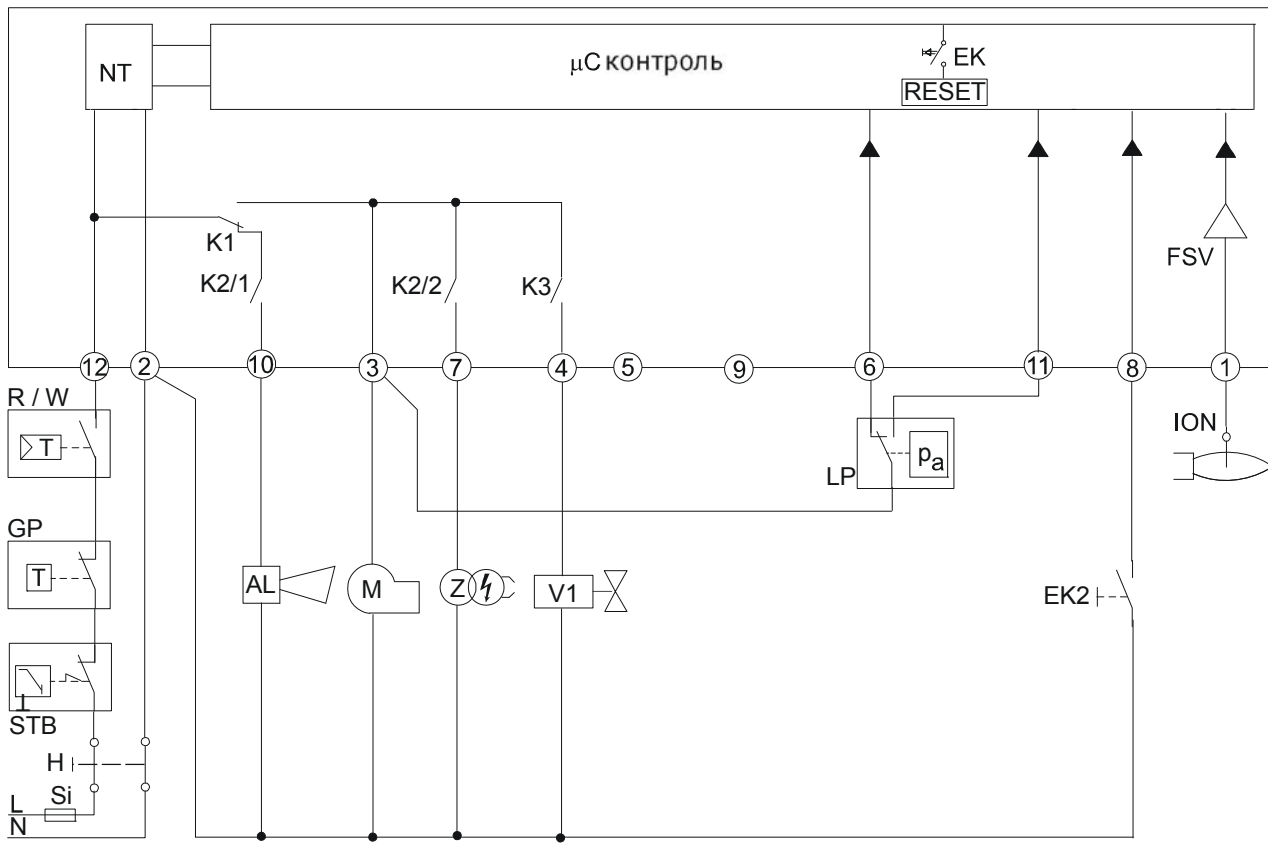 NT
μC контроль
EK
RESET
K1
K2/1
K2/2
K3
FSV
12
2
10
3
7
4
5
9
6
11
8
1
R / W
T
ION
LP
pa
GP
T
AL
M
Z
V1
EK2
STB
H
Si
L
N